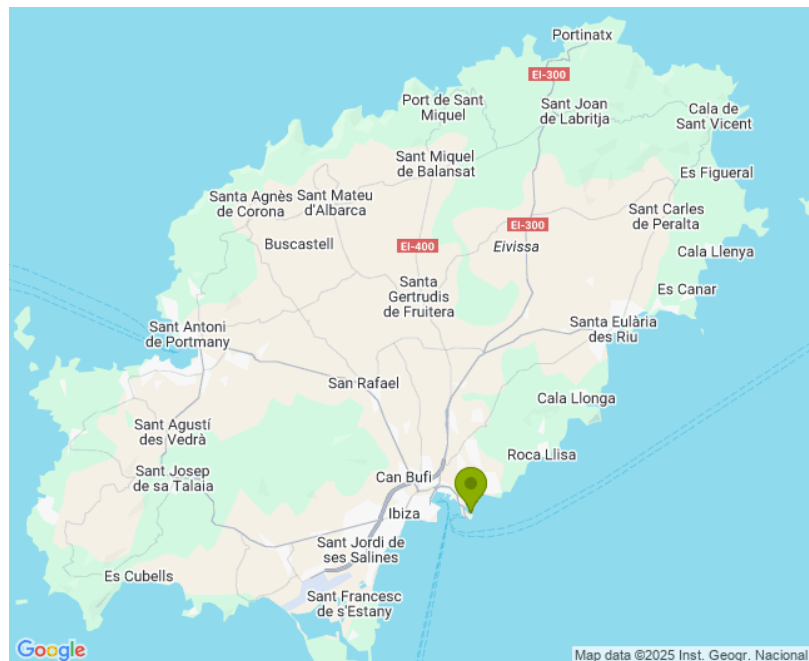 Portinatx
EI-300
Port de Sant
Miquel
Sant Joan
de Labritja
Cala de
Sant Vicent
Sant Miquel
de Balansat
Es Figueral
Santa Agnès
de Corona
Sant Mateu
d'Albarca
Sant Carles
de Peralta
EI-300
Buscastell
EI-400
Eivissa
Cala Llenya
Santa
Gertrudis
de Fruitera
Es Canar
Sant Antoni
de Portmany
Santa Eulària
des Riu
San Rafael
Cala Llonga
Sant Agustí
des Vedrà
Roca Llisa
Sant Josep
de sa Talaia
Can Bufi
Ibiza
Sant Jordi de
ses Salines
Es Cubells
Sant Francesc
de s'Estany
Google
Map data ©2025 Inst. Geogr. Nacional